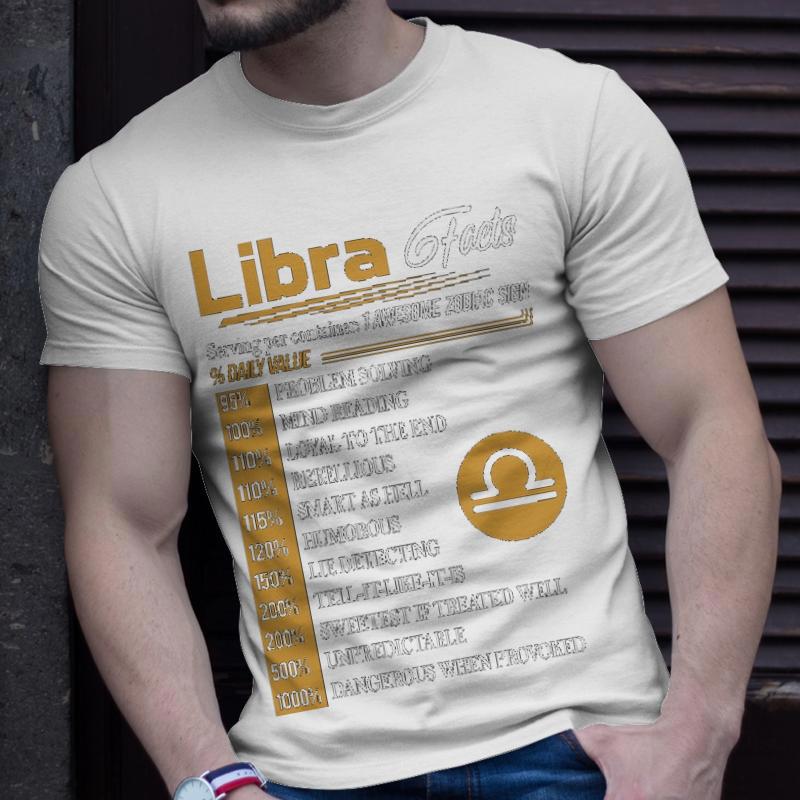 Libra Facts
Serving per container: 1 AWESOME ZODIAC SIGN
% DAILY VALUE
95% PROBLEM SOLVING
100% MIND READING
110% LOYAL TO THE END
110% REBELLIOUS
115% SMART AS HELL
120% HUMOROUS
150% LIE DETECTING
200% TELL-IT-LIKE-IT-IS
200% SWEETEST IF TREATED WELL
500% UNPREDICTABLE
1000% DANGEROUS WHEN PROVOKED